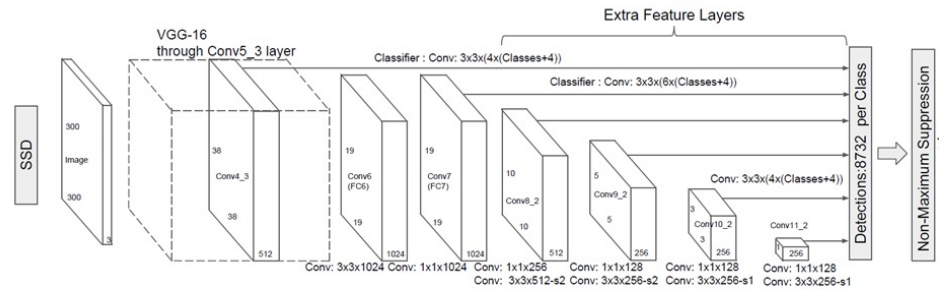 Extra Feature Layers
VGG-16
through Conv5_3 layer
Classifier : Conv: 3x3x(4x(Classes+4))
Classifier : Conv: 3x3x(6x(Classes+4))
SSD
300
Image
300
3
38
Conv4_3
38
512
19
Conv6
(FC6)
19
1024
19
Conv7
(FC7)
19
1024
10
Conv8_2
10
512
5
Conv9_2
5
256
Conv: 3x3x(4x(Classes+4))
3
Conv10_2
3
256
Conv11_2
1
256
Detections:8732 per Class
Non-Maximum Suppression
Conv: 3x3x1024
Conv: 1x1x1024
Conv: 1x1x256
Conv: 3x3x512-s2
Conv: 1x1x128
Conv: 3x3x256-s2
Conv: 1x1x128
Conv: 3x3x256-s1
Conv: 1x1x128
Conv: 3x3x256-s1